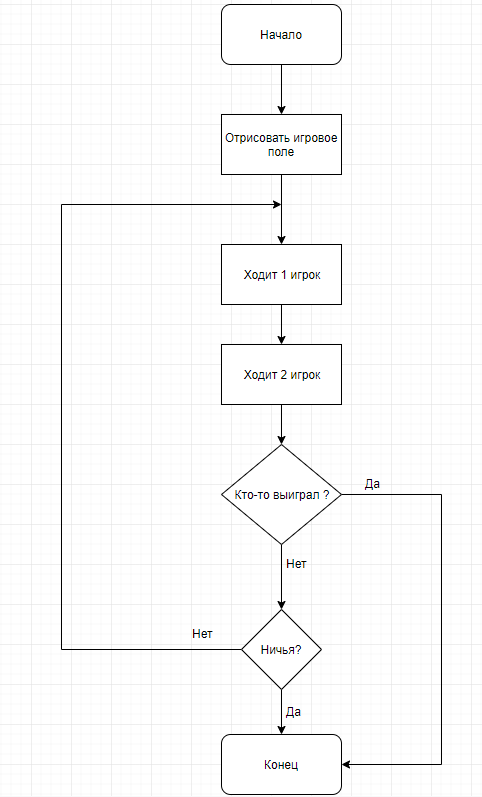 Начало
Отрисовать игровое
поле
Ходит 1 игрок
Ходит 2 игрок
Кто-то выиграл ?
Да
Нет
Ничья?
Нет
Да
Конец